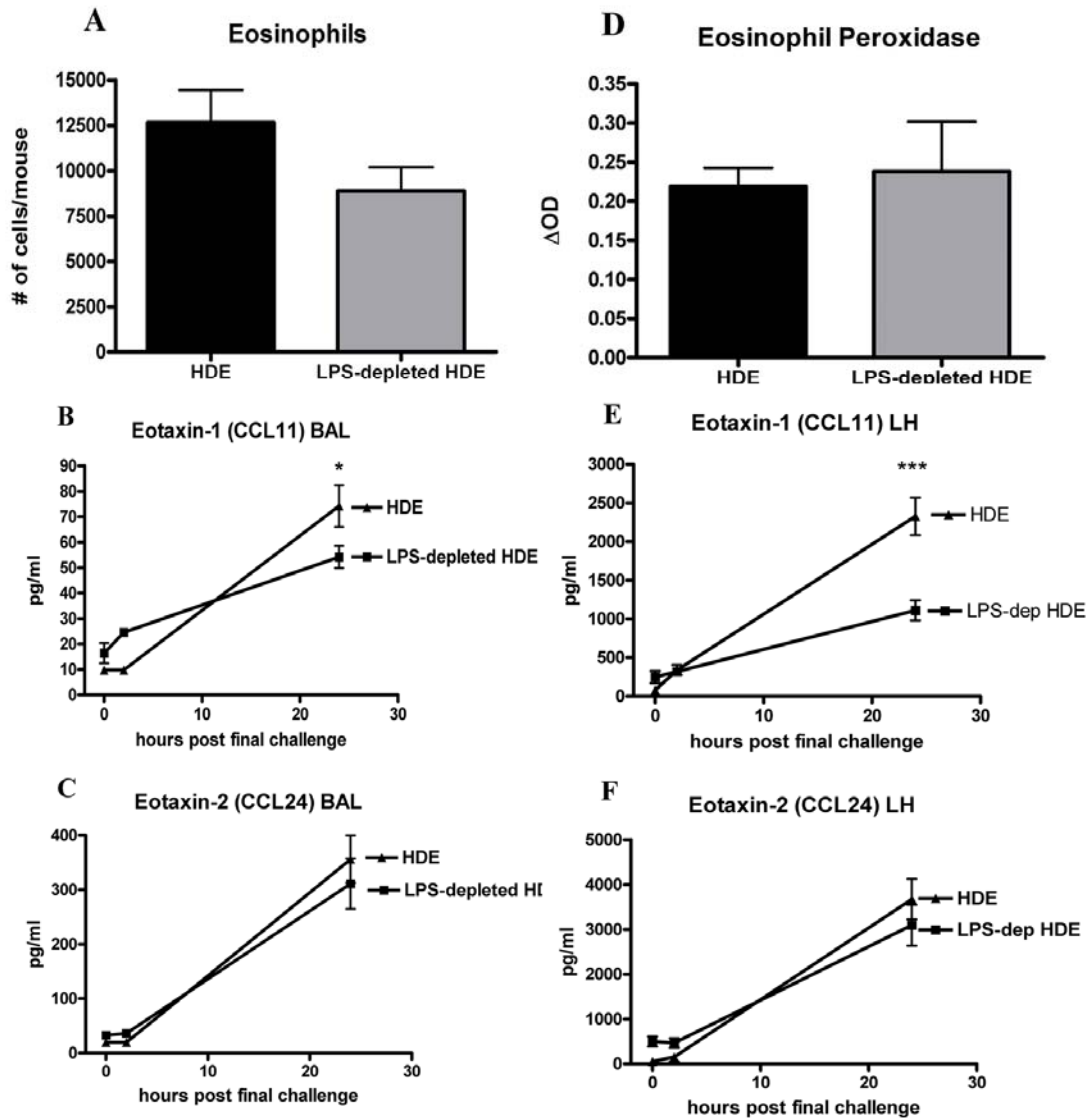 A
Eosinophils
# of cells/mouse
15000
12500
10000
7500
5000
2500
0
HDE
LPS-depleted HDE
D
Eosinophil Peroxidase
ΔOD
0.35
0.30
0.25
0.20
0.15
0.10
0.05
0.00
HDE
LPS-depleted HDE
B
Eotaxin-1 (CCL11) BAL
pg/ml
90
80
70
60
50
40
30
20
10
0
*
HDE
LPS-depleted HDE
0 10 20 30
hours post final challenge
E
Eotaxin-1 (CCL11) LH
pg/ml
3000
2500
2000
1500
1000
500
0
***
HDE
LPS-dep HDE
0 10 20 30
hours post final challenge
C
Eotaxin-2 (CCL24) BAL
pg/ml
400
300
200
100
0
HDE
LPS-depleted HD
0 10 20 30
hours post final challenge
F
Eotaxin-2 (CCL24) LH
pg/ml
5000
4000
3000
2000
1000
0
HDE
LPS-dep HDE
0 10 20 30
hours post final challenge